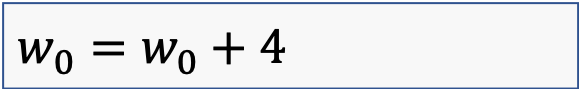 w₀ = w₀ + 4